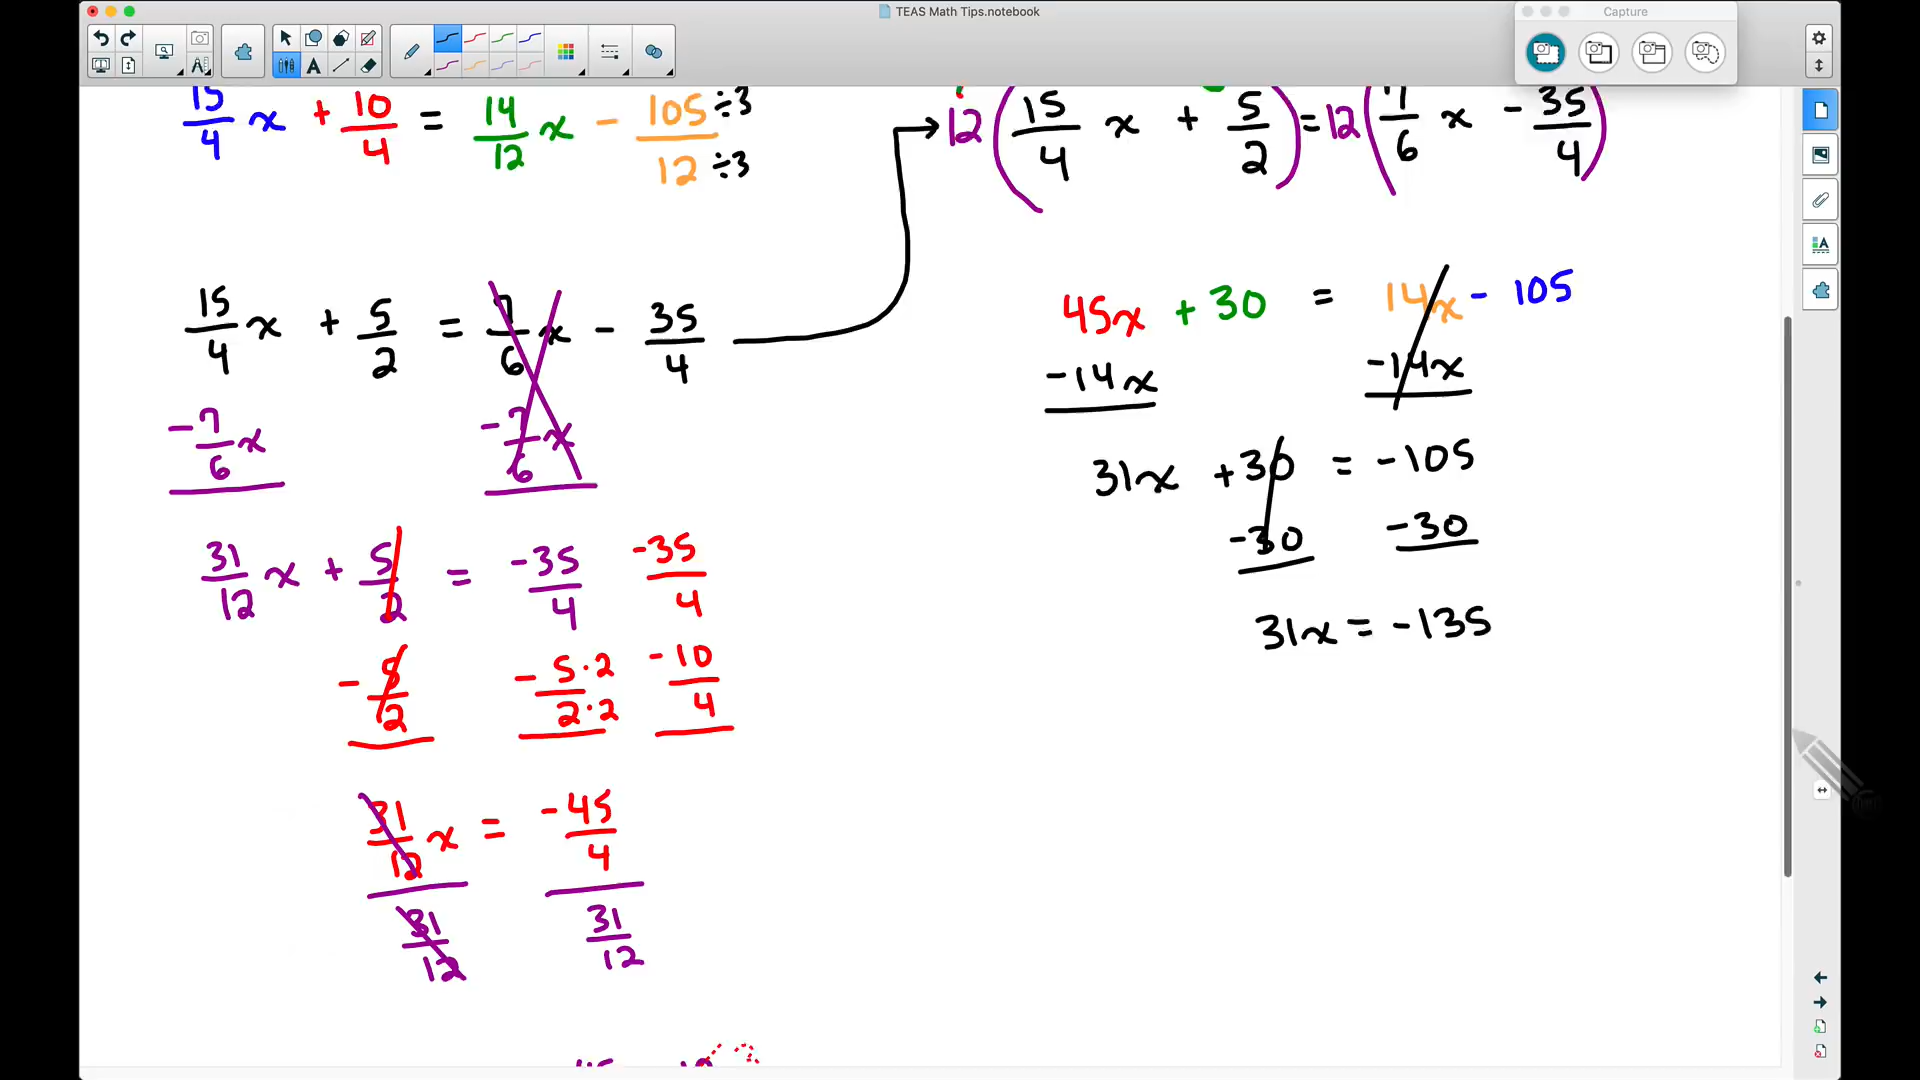 TEAS Math Tips.notebook
Capture
15/4 x + 10/4 = 14/12 x - 105/12 ÷3 ÷3
15/4 x + 5/2 = 7/6 x - 35/4
-7/6 x -7/6 x
31/12 x + 5/2 = -35/4 -35/4
- 5/2 - 5·2/2·2 -10/4
31/12 x = -45/4
31/12 31/12
12(15/4 x + 5/2) = 12(7/6 x - 35/4)
45x + 30 = 14x - 105
-14x -14x
31x +30 = -105
-30 -30
31x = -135